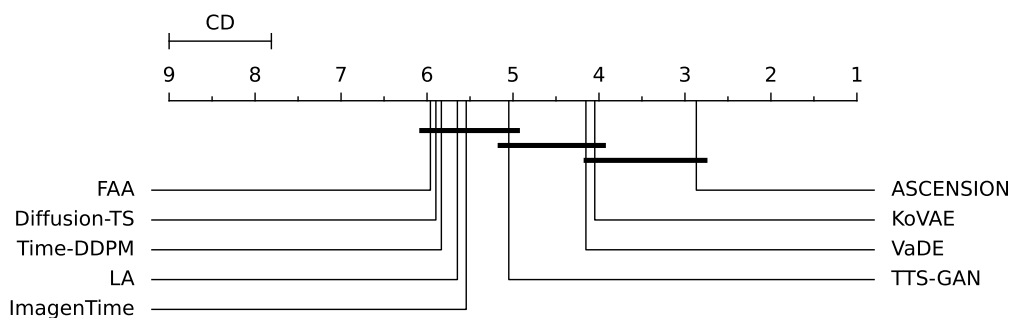 CD
9 8 7 6 5 4 3 2 1
FAA ASCENSION
Diffusion-TS KoVAE
Time-DDPM VaDE
LA TTS-GAN
ImagenTime